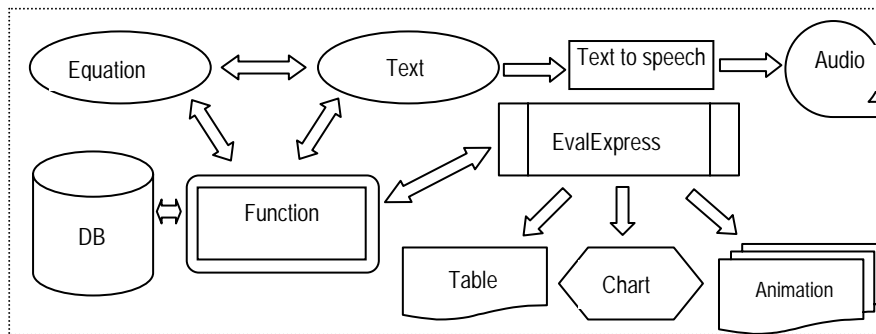 Equation
Text
Text to speech
Audio
EvalExpress
DB
Function
Table
Chart
Animation